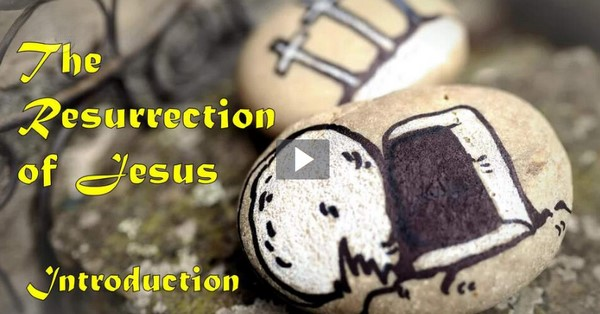 The
Resurrection
of Jesus
Introduction